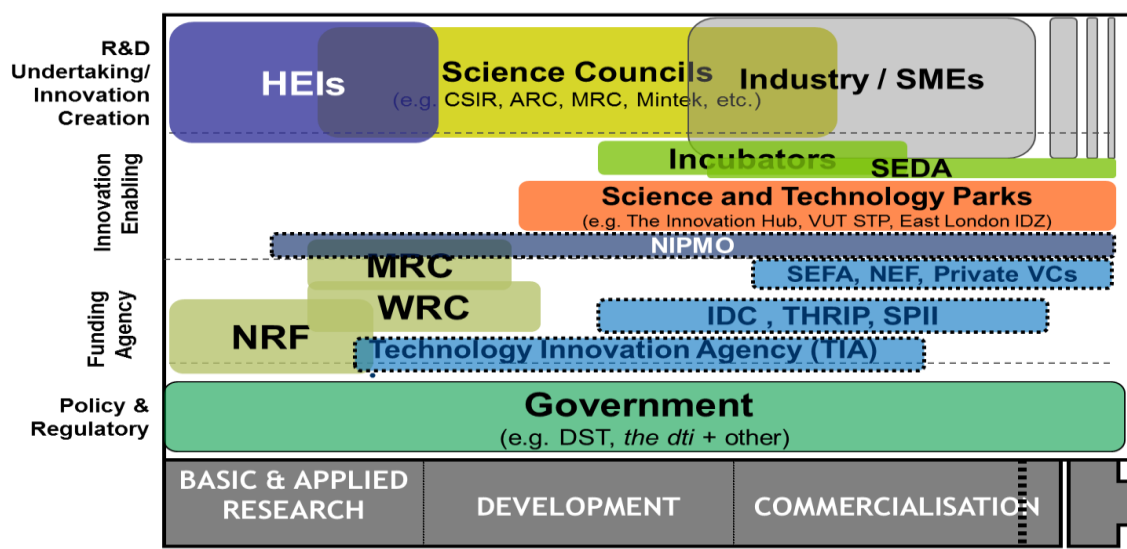 R&D
Undertaking/
Innovation
Creation
HEIs
Science Councils
(e.g. CSIR, ARC, MRC, Mintek, etc.)
Industry / SMEs
Innovation
Enabling
Incubators
SEDA
Science and Technology Parks
(e.g. The Innovation Hub, VUT STP, East London IDZ)
NIPMO
Funding
Agency
MRC
SEFA, NEF, Private VCs
WRC
IDC , THRIP, SPII
NRF
Technology Innovation Agency (TIA)
Policy &
Regulatory
Government
(e.g. DST, the dti + other)
BASIC & APPLIED
RESEARCH
DEVELOPMENT
COMMERCIALISATION